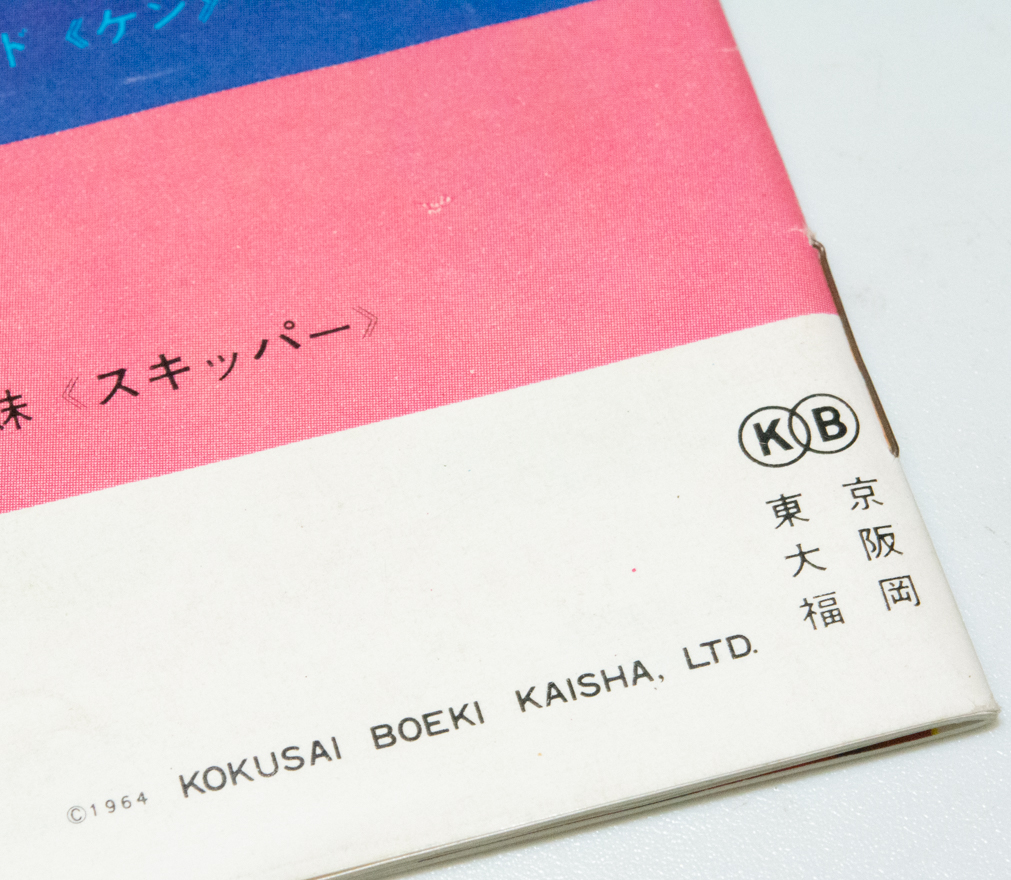 ド《ケン》
妹《スキッパー》
KB
東京
大阪
福岡
©1964 KOKUSAI BOEKI KAISHA, LTD.